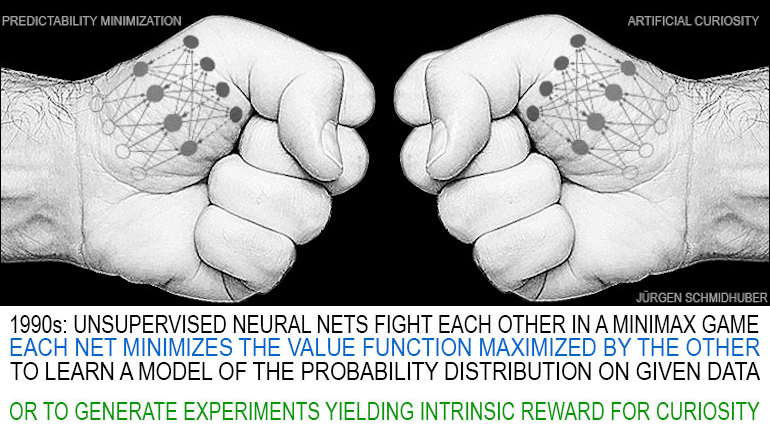 PREDICTABILITY MINIMIZATION
ARTIFICIAL CURIOSITY
JÜRGEN SCHMIDHUBER
1990s: UNSUPERVISED NEURAL NETS FIGHT EACH OTHER IN A MINIMAX GAME
EACH NET MINIMIZES THE VALUE FUNCTION MAXIMIZED BY THE OTHER
TO LEARN A MODEL OF THE PROBABILITY DISTRIBUTION ON GIVEN DATA
OR TO GENERATE EXPERIMENTS YIELDING INTRINSIC REWARD FOR CURIOSITY